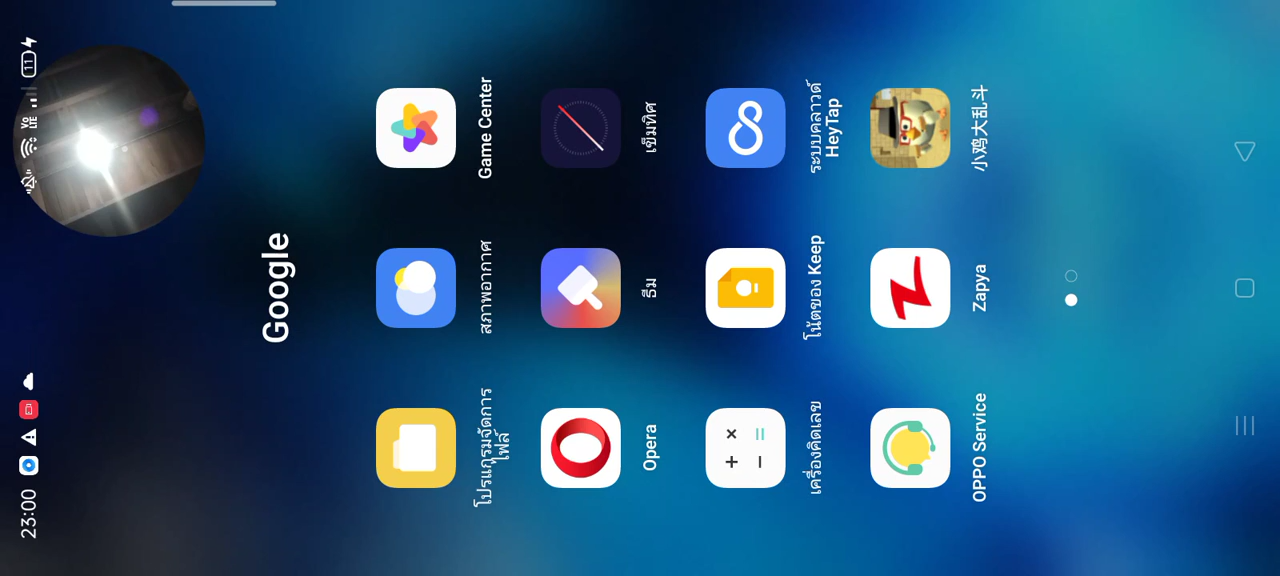 23:00
Vo
LTE
11
Google
โปรแกรมจัดการ
ไฟล์
สภาพอากาศ
Game Center
Opera
ธีม
เข็มทิศ
เครื่องคิดเลข
โน้ตของ Keep
ระบบคลาวด์
HeyTap
OPPO Service
Zapya
小鸡大乱斗